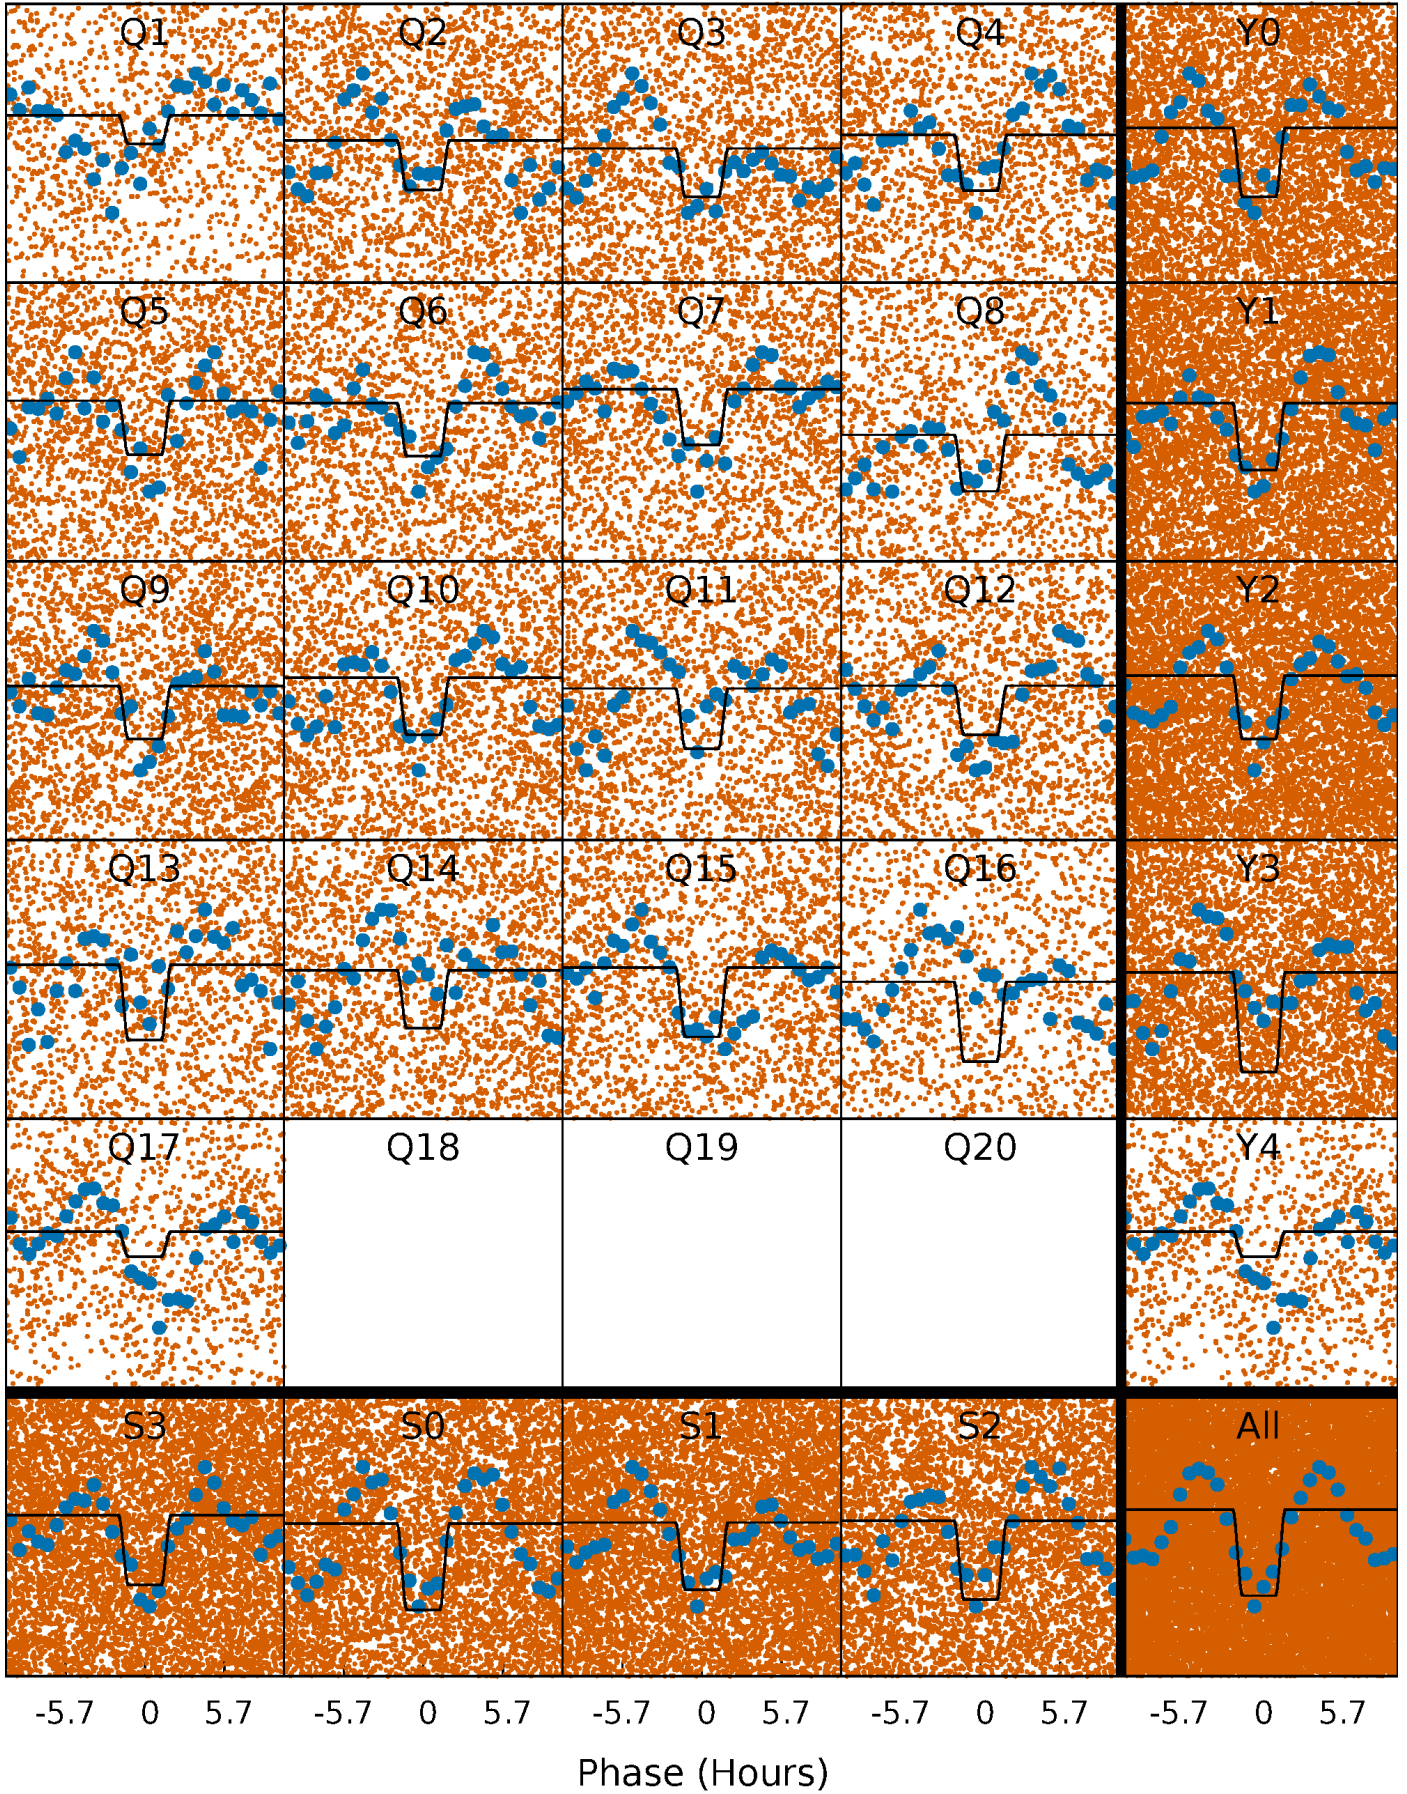 Q1 Q2 Q3 Q4 Y0
Q5 Q6 Q7 Q8 Y1
Q9 Q10 Q11 Q12 Y2
Q13 Q14 Q15 Q16 Y3
Q17 Q18 Q19 Q20 Y4
S3 S0 S1 S2 All
-5.7 0 5.7 -5.7 0 5.7 -5.7 0 5.7 -5.7 0 5.7 -5.7 0 5.7
Phase (Hours)